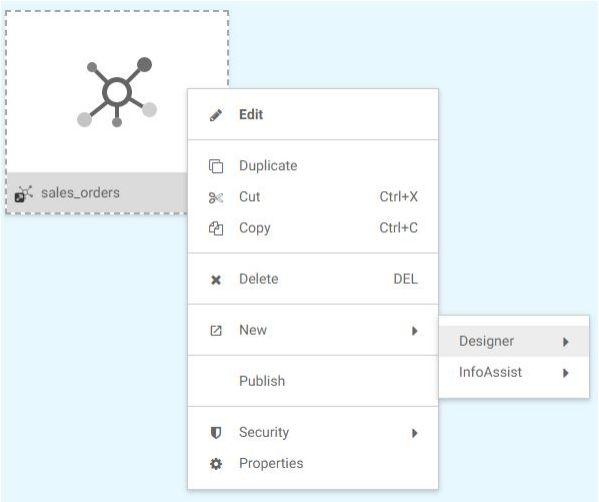 sales_orders
Edit
Duplicate
Cut Ctrl+X
Copy Ctrl+C
Delete DEL
New
Designer
InfoAssist
Publish
Security
Properties